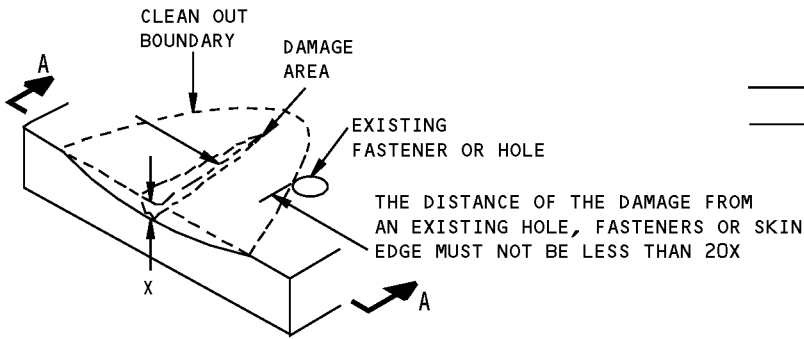 CLEAN OUT
BOUNDARY
DAMAGE
AREA
A
EXISTING
FASTENER OR HOLE
THE DISTANCE OF THE DAMAGE FROM
AN EXISTING HOLE, FASTENERS OR SKIN
EDGE MUST NOT BE LESS THAN 20X
X
A